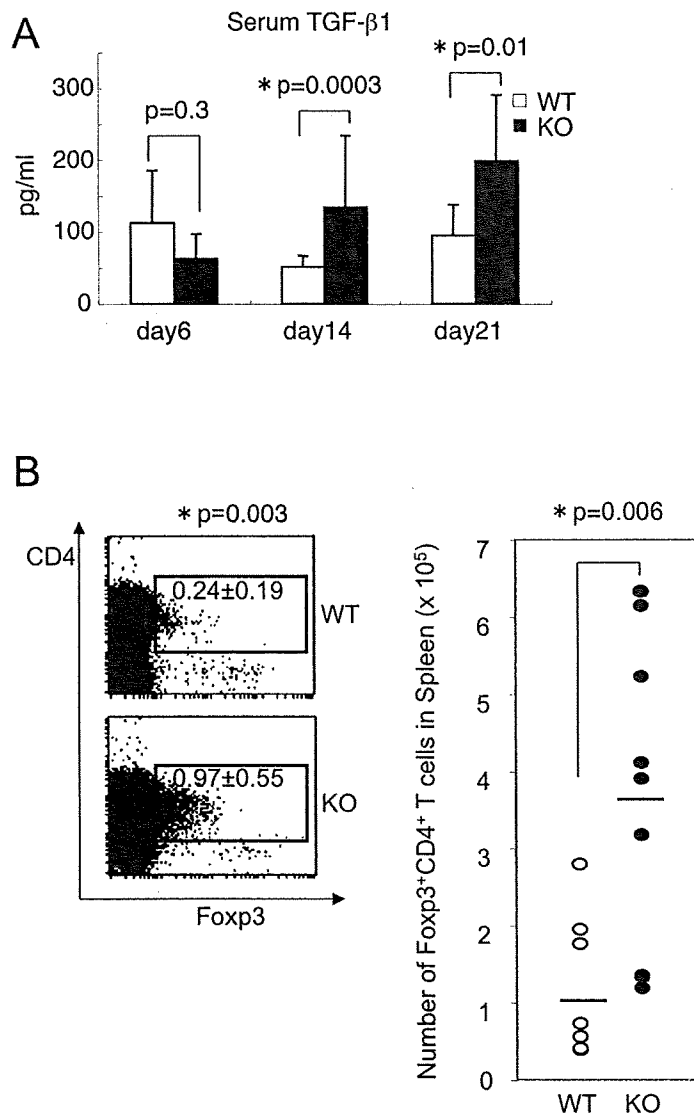 A
Serum TGF-β1
* p=0.01
* p=0.0003
p=0.3
WT
KO
pg/ml
300
200
100
0
day6
day14
day21
B
* p=0.003
CD4
0.24±0.19
WT
0.97±0.55
KO
Foxp3
* p=0.006
Number of Foxp3⁺CD4⁺ T cells in Spleen (x 10⁵)
7
6
5
4
3
2
1
0
WT
KO